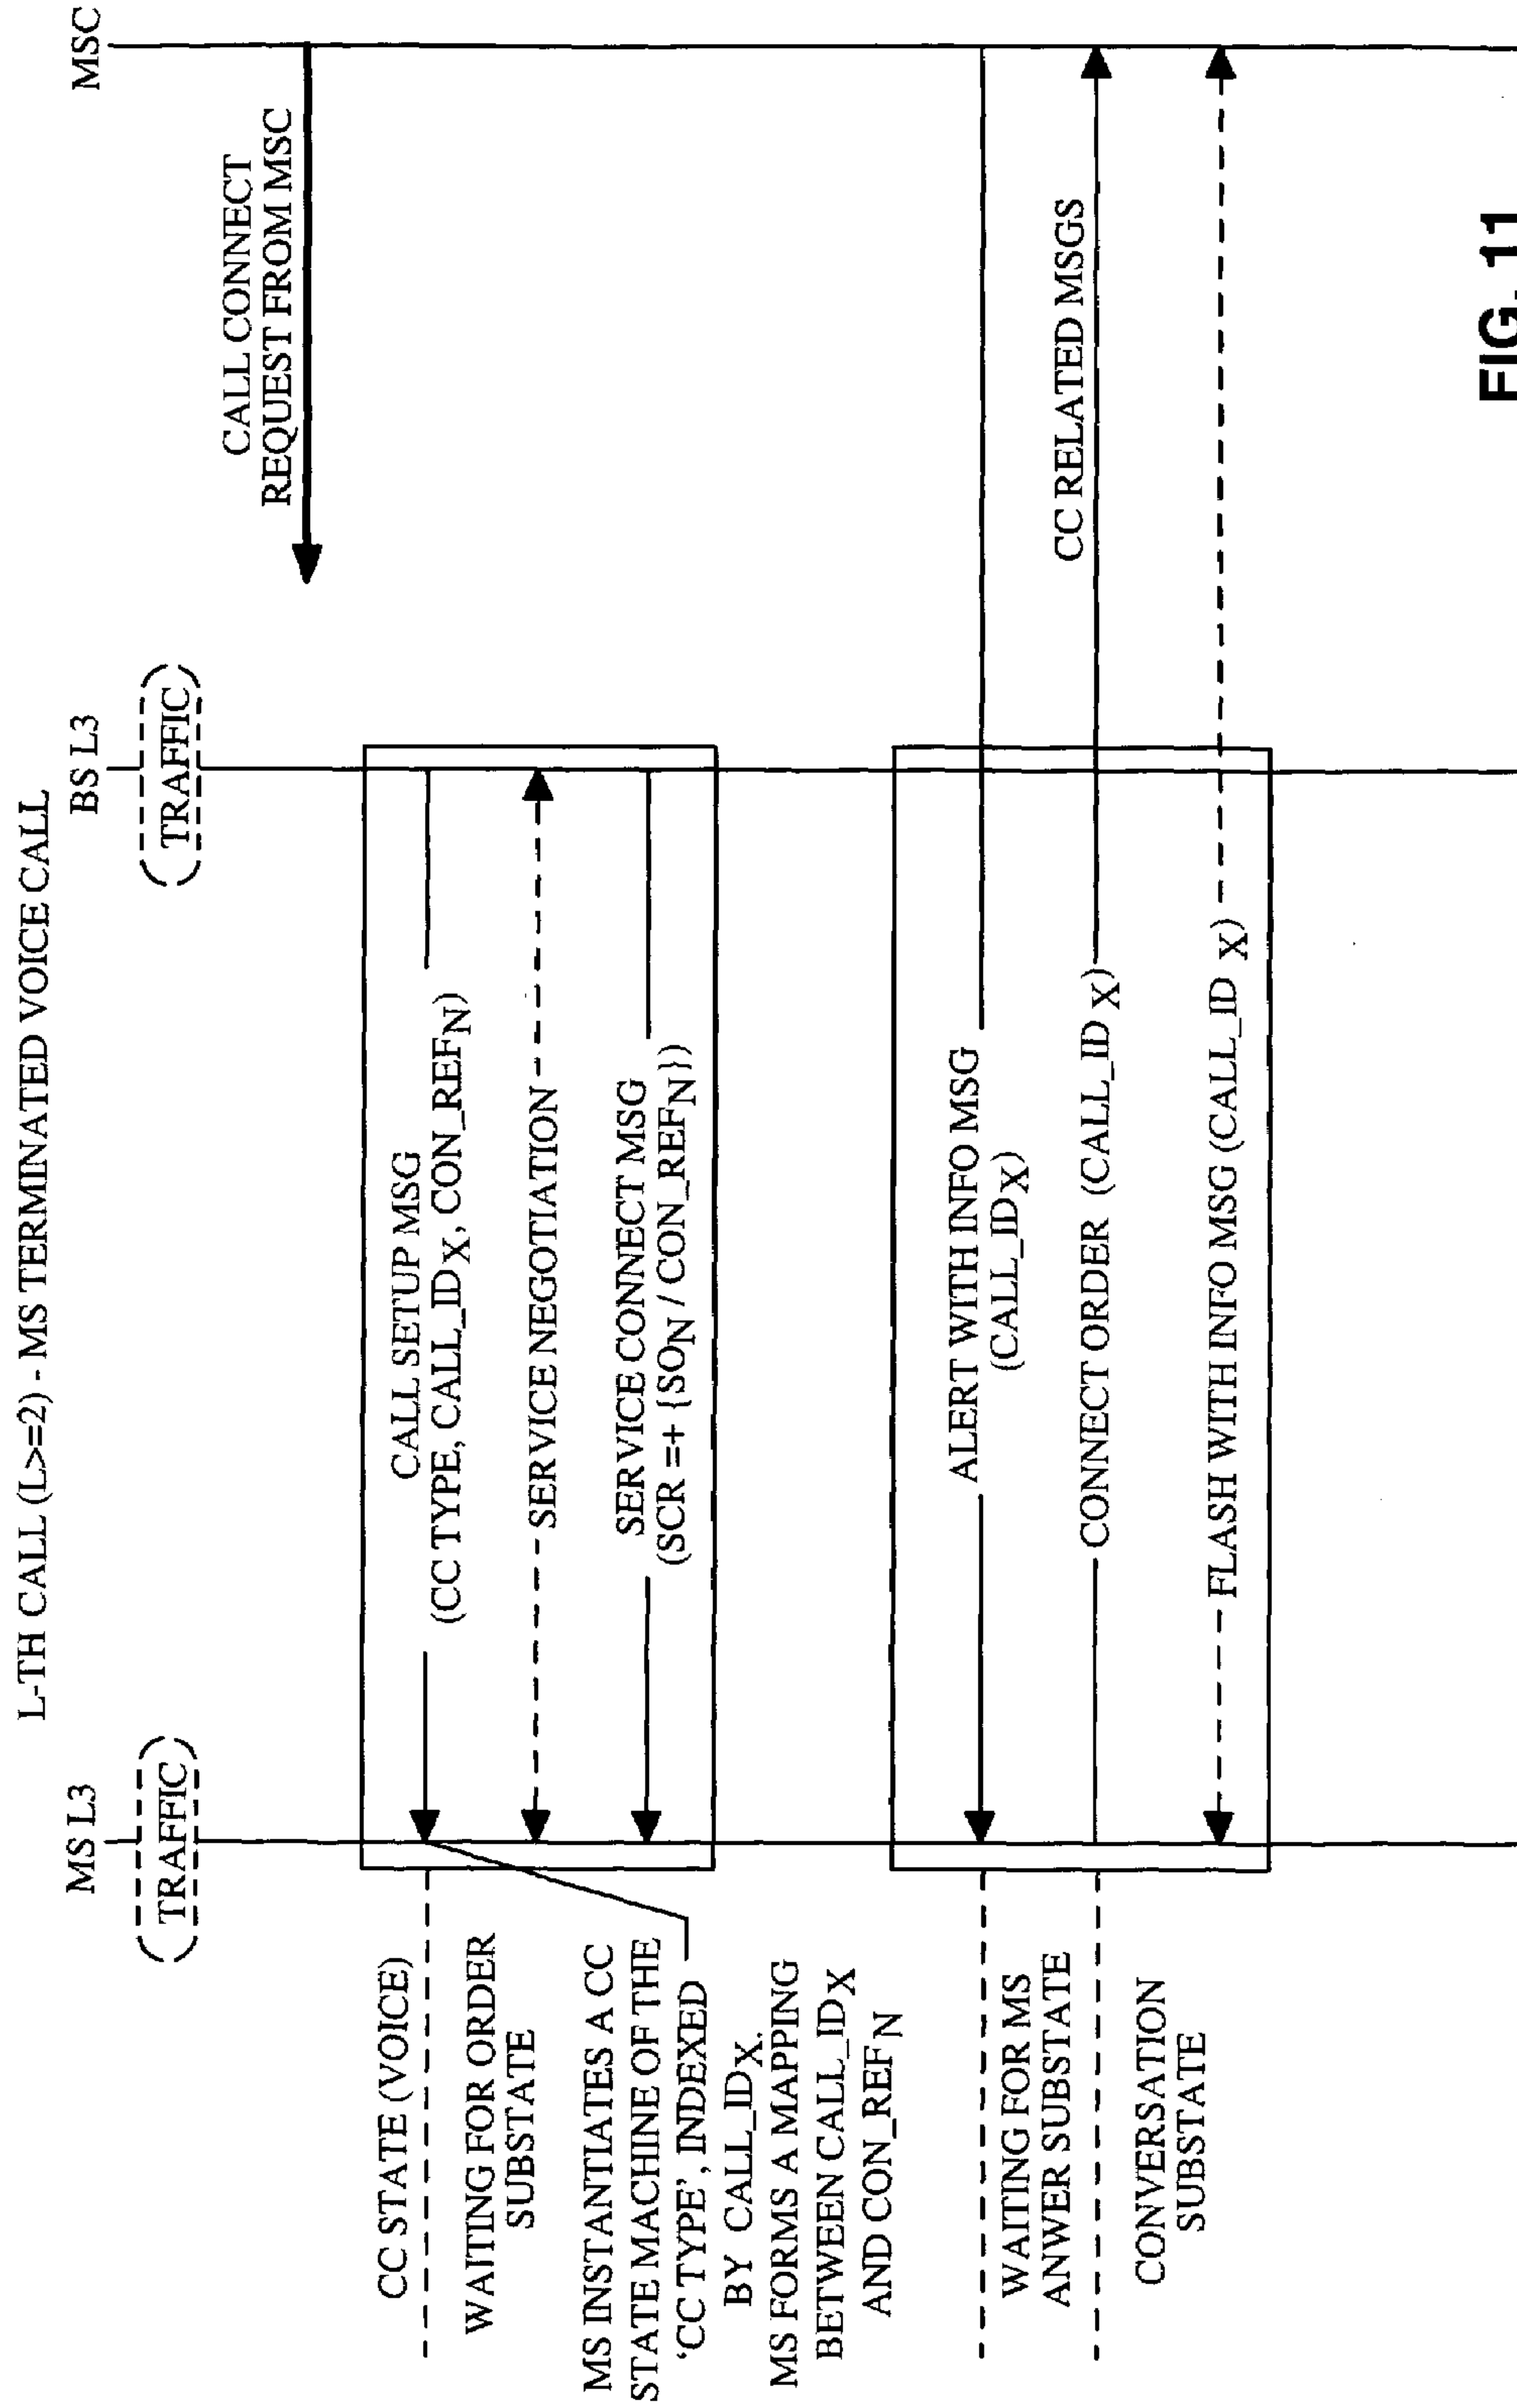 L-TH CALL (L>=2) - MS TERMINATED VOICE CALL
MS L3
BS L3
MSC
(TRAFFIC)
(TRAFFIC)
CALL CONNECT
REQUEST FROM MSC
CC STATE (VOICE)
WAITING FOR ORDER
SUBSTATE
MS INSTANTIATES A CC
STATE MACHINE OF THE
‘CC TYPE’, INDEXED
BY CALL_IDX.
MS FORMS A MAPPING
BETWEEN CALL_IDX
AND CON_REFN
CALL SETUP MSG
(CC TYPE, CALL_IDX, CON_REFN)
SERVICE NEGOTIATION
SERVICE CONNECT MSG
(SCR =+ {SON / CON_REFN})
WAITING FOR MS
ANWER SUBSTATE
CONVERSATION
SUBSTATE
ALERT WITH INFO MSG
(CALL_IDX)
CONNECT ORDER (CALL_ID X)
CC RELATED MSGS
FLASH WITH INFO MSG (CALL_ID X)
FIG. 11